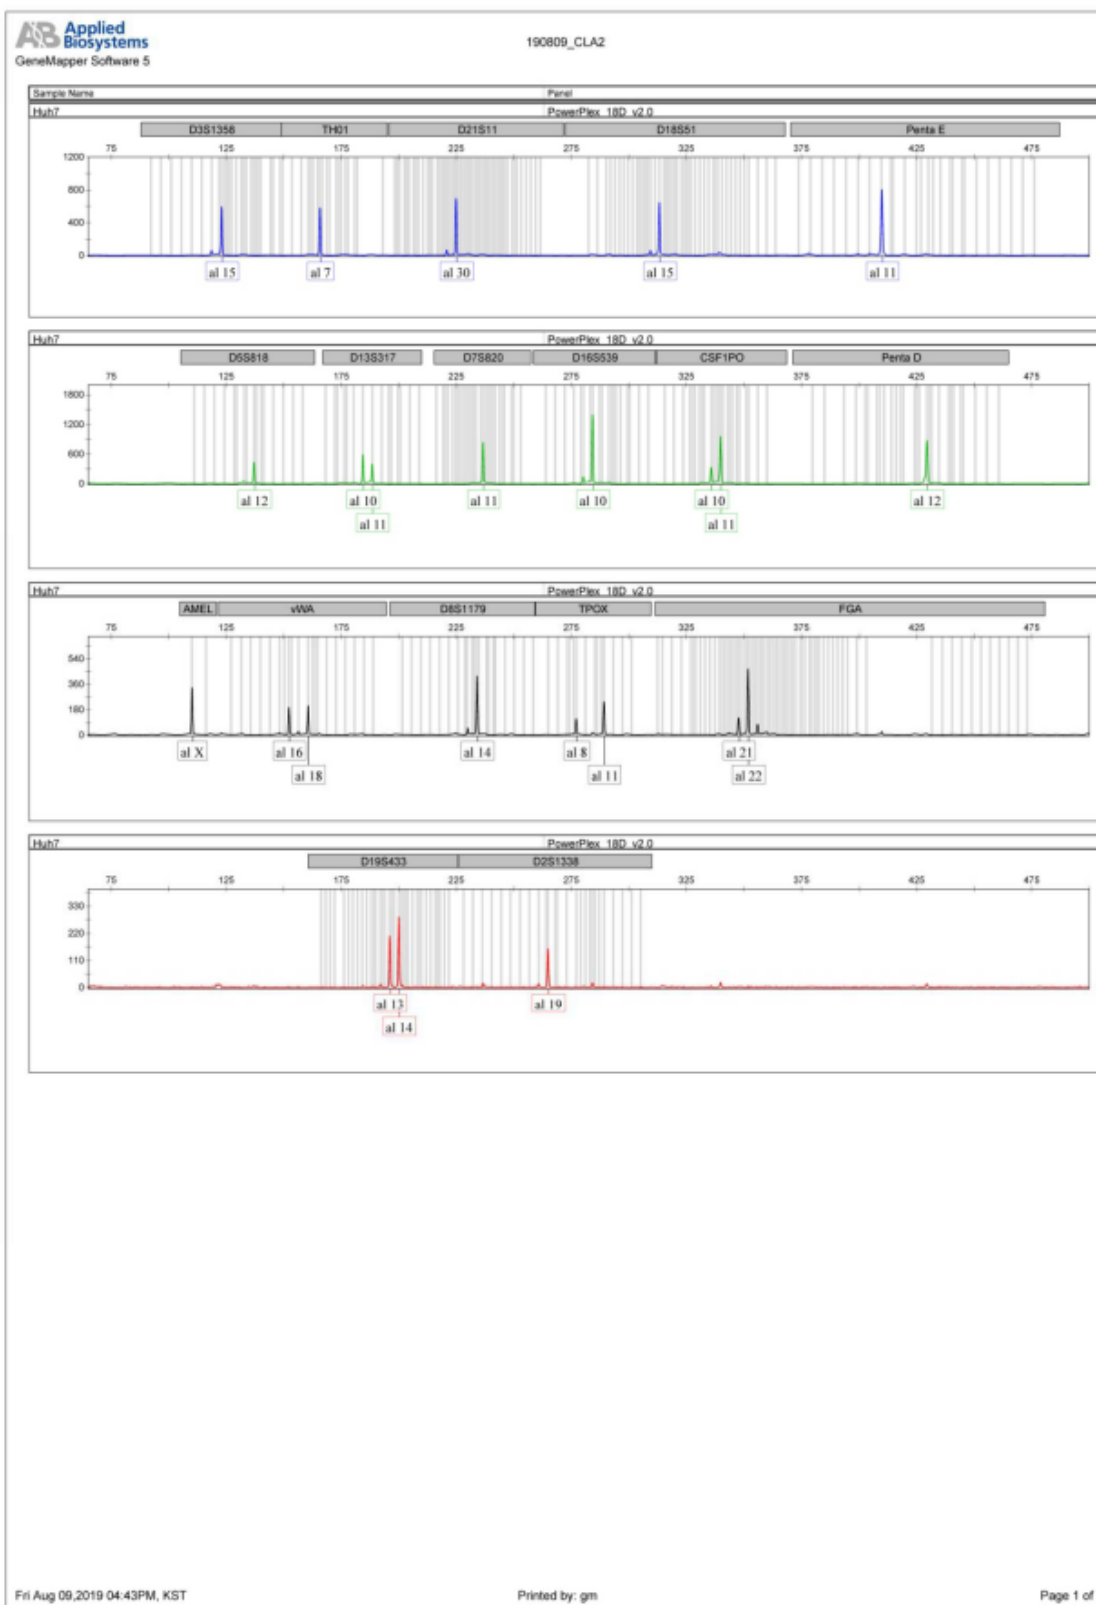 AB Applied
Biosystems
GeneMapper Software 5
190809_CLA2
Sample Name Panel
Huh7 PowerPlex_18D_v2.0
D3S1358 TH01 D21S11 D18S51 Penta E
75 125 175 225 275 325 375 425 475
1200
800
400
0
al 15 al 7 al 30 al 15 al 11
Huh7 PowerPlex_18D_v2.0
D5S818 D13S317 D7S820 D16S539 CSF1PO Penta D
75 125 175 225 275 325 375 425 475
1800
1200
600
0
al 12 al 10 al 11 al 10 al 10 al 12
al 11 al 11
Huh7 PowerPlex_18D_v2.0
AMEL vWA D8S1179 TPOX FGA
75 125 175 225 275 325 375 425 475
540
360
180
0
al X al 16 al 14 al 8 al 21
al 18 al 11 al 22
Huh7 PowerPlex_18D_v2.0
D19S433 D2S1338
75 125 175 225 275 325 375 425 475
330
220
110
0
al 13 al 19
al 14
Fri Aug 09,2019 04:43PM, KST Printed by: gm Page 1 of